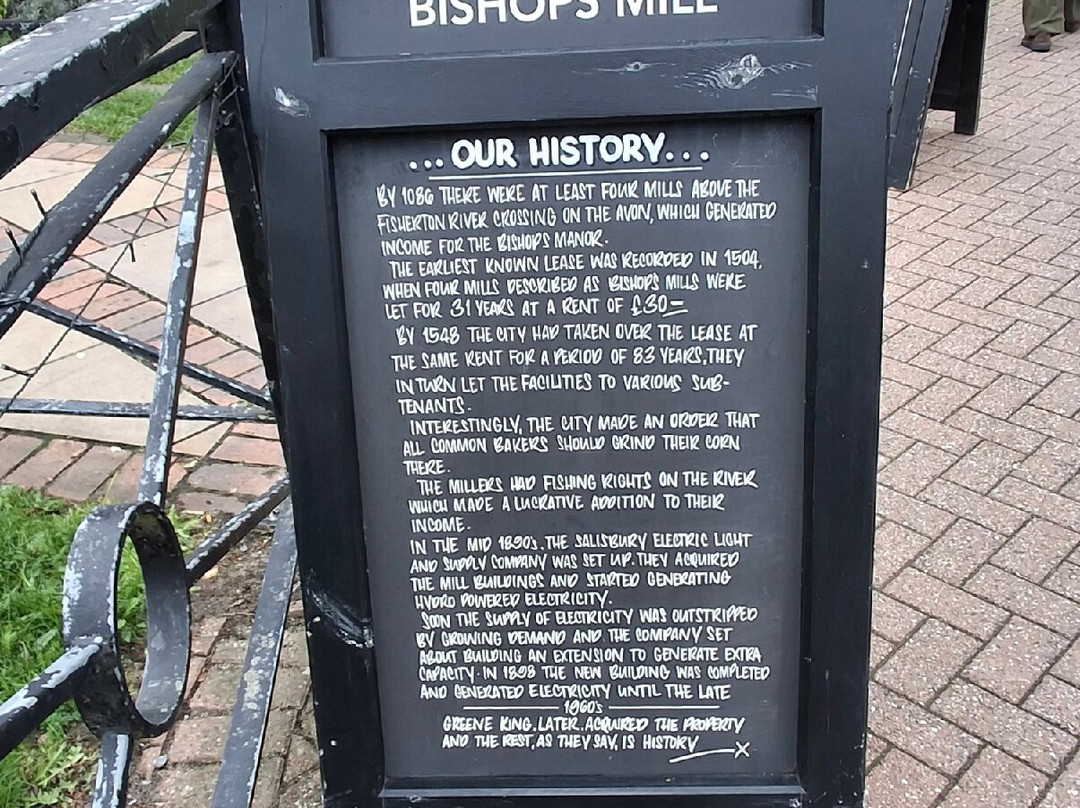 BISHOPS MILL
...OUR HISTORY...
BY 1086 THERE WERE AT LEAST FOUR MILLS ABOVE THE
FISHERTON RIVER CROSSING ON THE AVON, WHICH GENERATED
INCOME FOR THE BISHOPS MANOR.
THE EARLIEST KNOWN LEASE WAS RECORDED IN 1504,
WHEN FOUR MILLS DESCRIBED AS BISHOPS MILLS WERE
LET FOR 31 YEARS AT A RENT OF £30=
BY 1548 THE CITY HAD TAKEN OVER THE LEASE AT
THE SAME RENT FOR A PERIOD OF 83 YEARS, THEY
IN TURN LET THE FACILITIES TO VARIOUS SUB-
TENANTS.
INTERESTINGLY, THE CITY MADE AN ORDER THAT
ALL COMMON BAKERS SHOULD GRIND THEIR CORN
THERE.
THE MILLERS HAD FISHING RIGHTS ON THE RIVER
WHICH MADE A LUCRATIVE ADDITION TO THEIR
INCOME.
IN THE MID 1890's. THE SALISBURY ELECTRIC LIGHT
AND SUPPLY COMPANY WAS SET UP. THEY ACQUIRED
THE MILL BUILDINGS AND STARTED GENERATING
HYDRO POWERED ELECTRICITY.
SOON THE SUPPLY OF ELECTRICITY WAS OUTSTRIPPED
BY GROWING DEMAND AND THE COMPANY SET
ABOUT BUILDING AN EXTENSION TO GENERATE EXTRA
CAPACITY. IN 1898 THE NEW BUILDING WAS COMPLETED
AND GENERATED ELECTRICITY UNTIL THE LATE
1960's
GREENE KING. LATER. ACQUIRED THE PROPERTY
AND THE REST, AS THEY SAY, IS HISTORY X